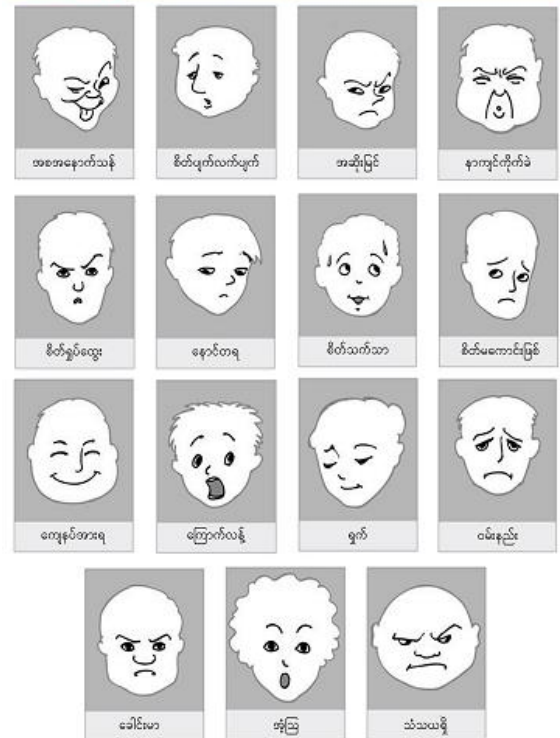 အစအနောက်သန်
စိတ်ပျက်လက်ပျက်
အဆိုးမြင်
နာကျင်ကိုက်ခဲ
စိတ်ရှုပ်ထွေး
နောင်တရ
စိတ်သက်သာ
စိတ်မကောင်းဖြစ်
ကျေနပ်အားရ
ကြောက်လန့်
ရှက်
ဝမ်းနည်း
ခေါင်းမာ
အံ့ဩ
သံသယရှိ